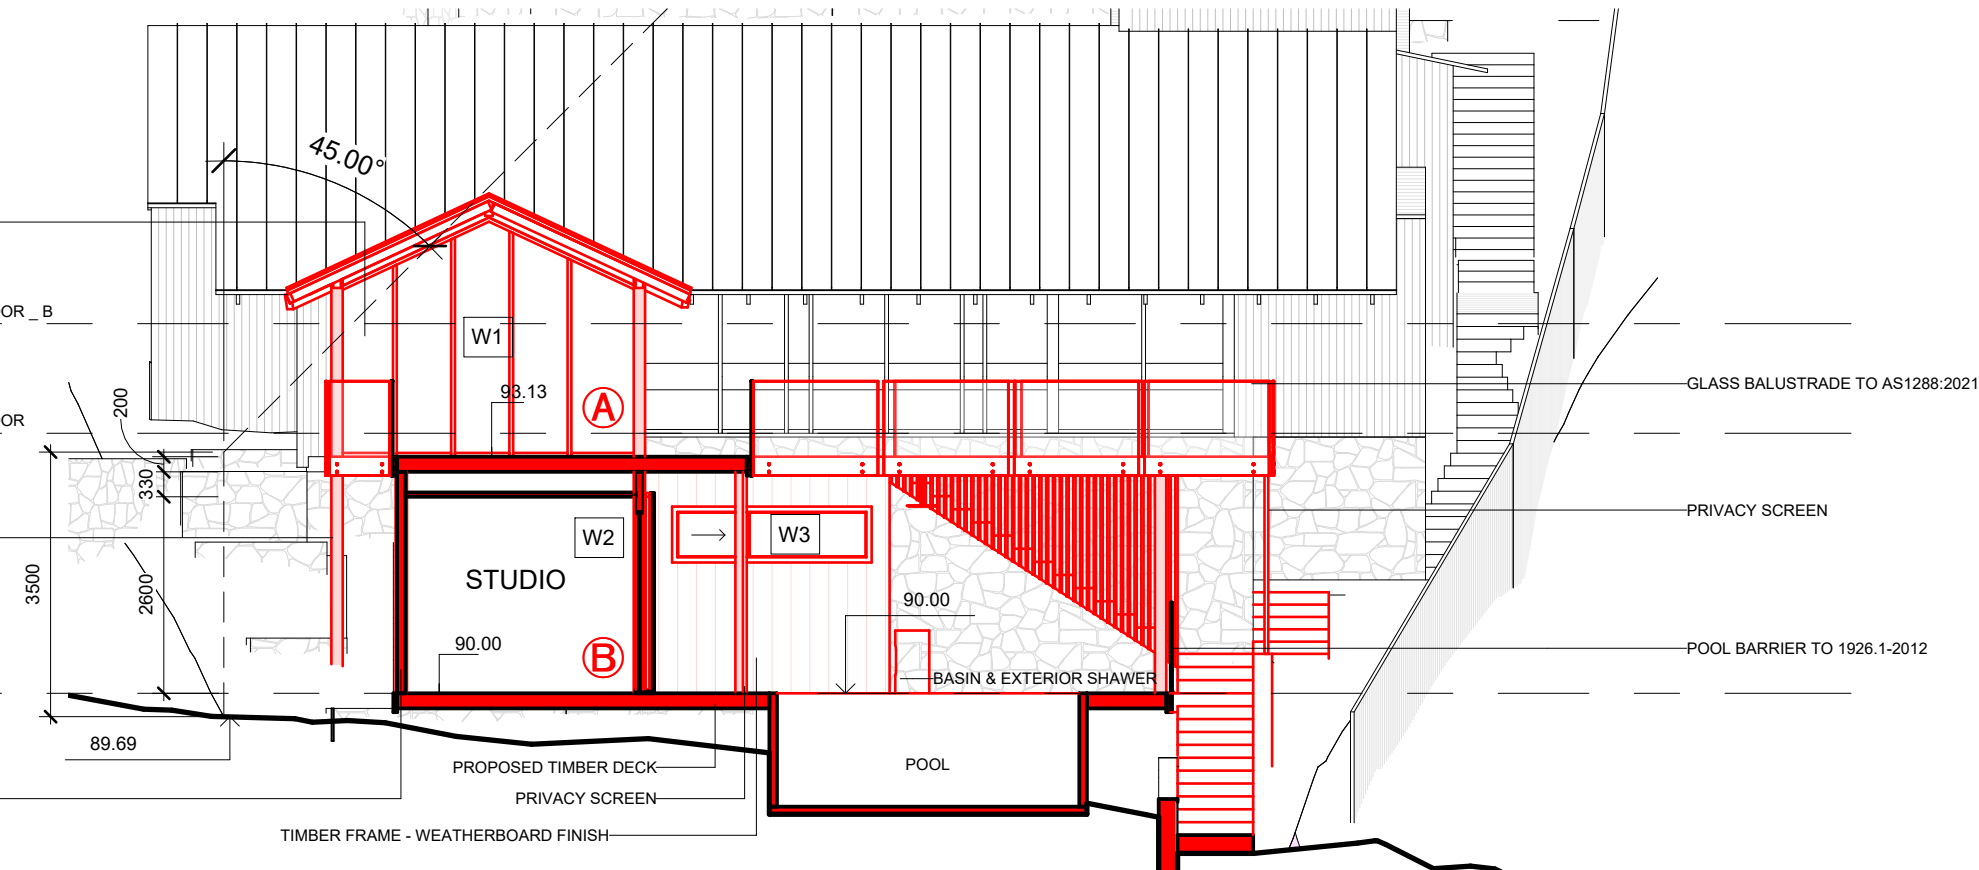 45.00°
OR _ B
W1
93.13
A
GLASS BALUSTRADE TO AS1288:2021
OR
200
330
3500
2600
W2
W3
PRIVACY SCREEN
STUDIO
90.00
90.00
B
POOL BARRIER TO 1926.1-2012
BASIN & EXTERIOR SHAWER
89.69
PROPOSED TIMBER DECK
POOL
PRIVACY SCREEN
TIMBER FRAME - WEATHERBOARD FINISH